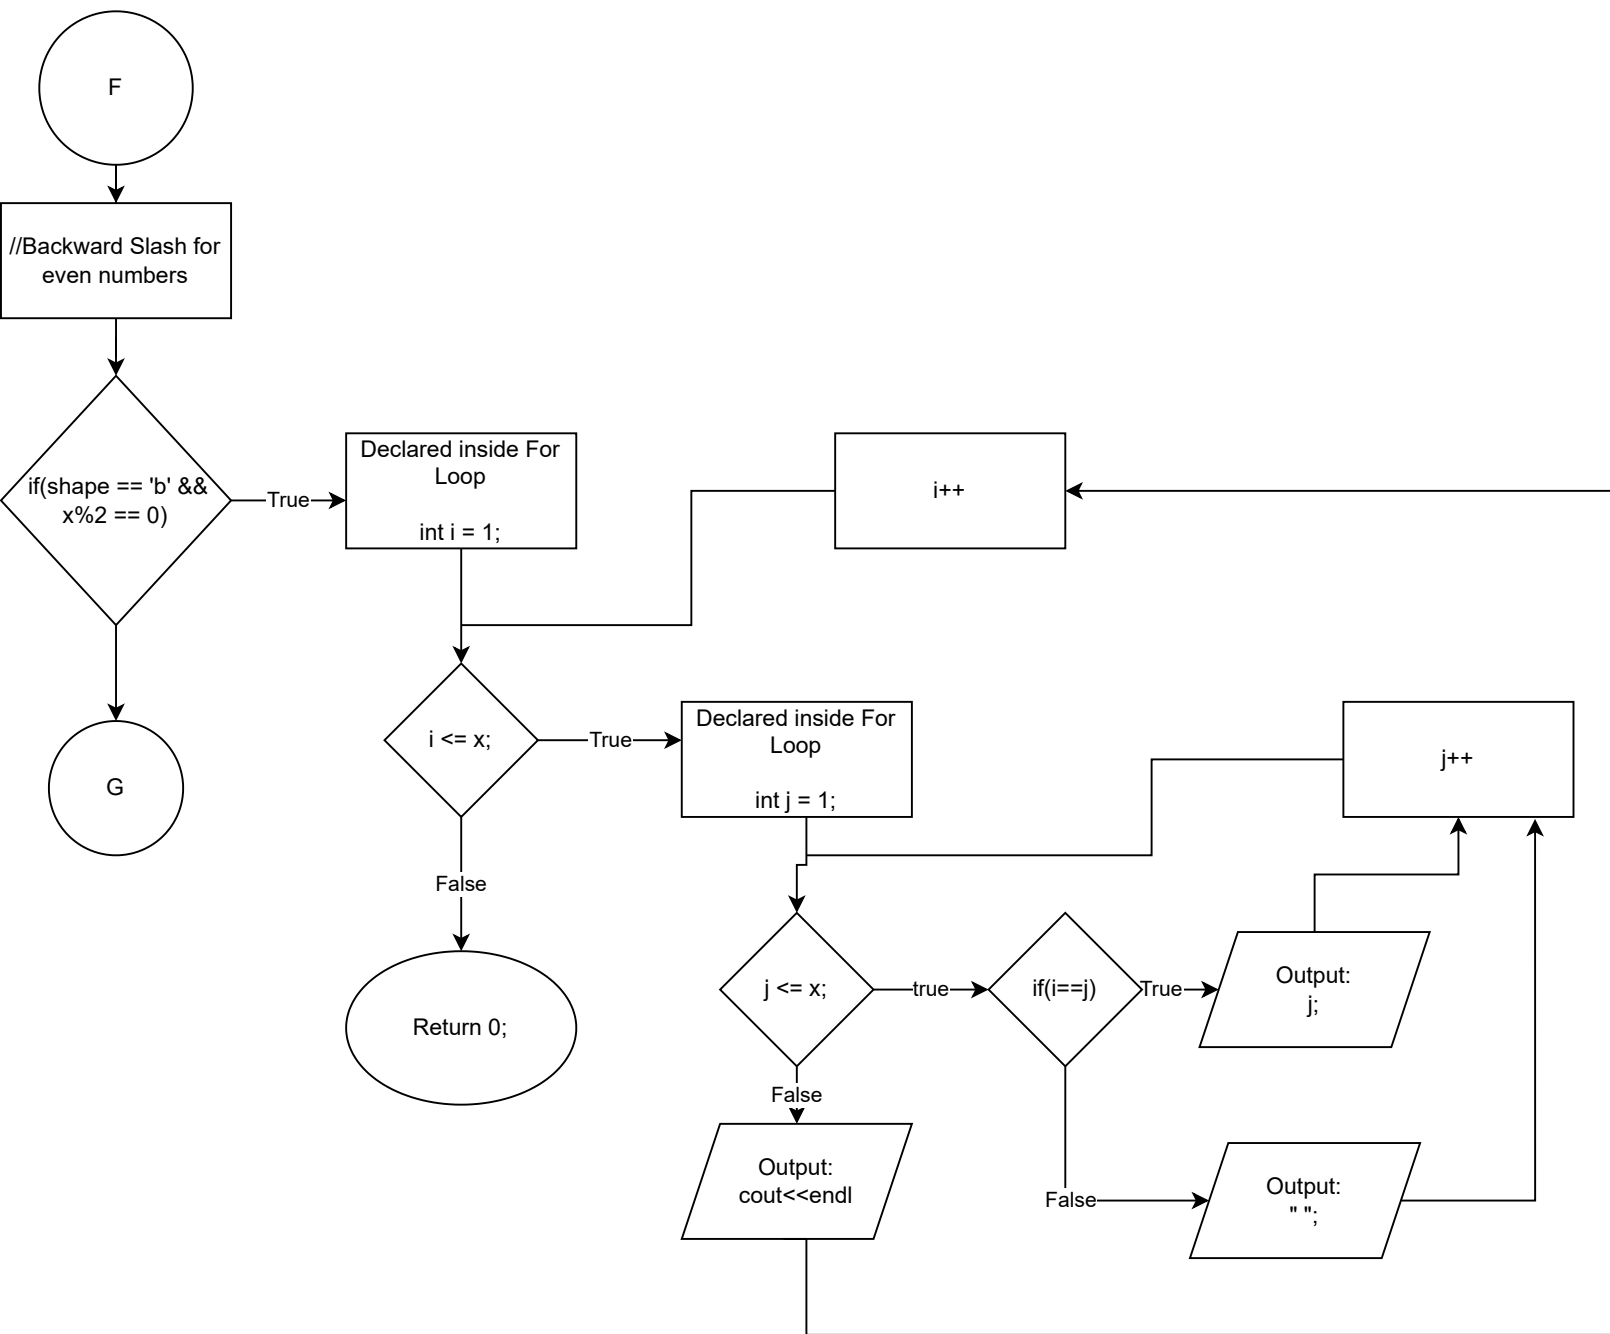 F
//Backward Slash for
even numbers
if(shape == 'b' &&
x%2 == 0)
True
Declared inside For
Loop
int i = 1;
i++
G
i <= x;
True
Declared inside For
Loop
int j = 1;
j++
False
Return 0;
j <= x;
true
if(i==j)
True
Output:
j;
False
Output:
cout<<endl
False
Output:
" ";